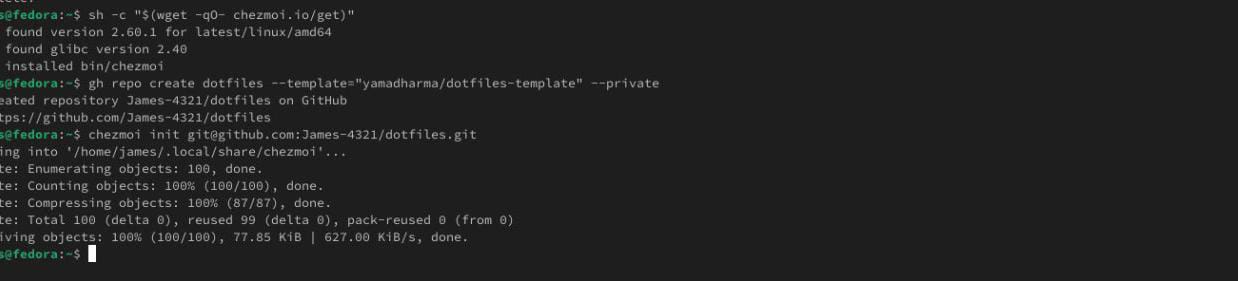 s@fedora:~$ sh -c "$(wget -qO- chezmoi.io/get)"
found version 2.60.1 for latest/linux/amd64
found glibc version 2.40
installed bin/chezmoi
s@fedora:~$ gh repo create dotfiles --template="yamadharma/dotfiles-template" --private
eated repository James-4321/dotfiles on GitHub
tps://github.com/James-4321/dotfiles
s@fedora:~$ chezmoi init git@github.com:James-4321/dotfiles.git
ing into '/home/james/.local/share/chezmoi'...
te: Enumerating objects: 100, done.
te: Counting objects: 100% (100/100), done.
te: Compressing objects: 100% (87/87), done.
te: Total 100 (delta 0), reused 99 (delta 0), pack-reused 0 (from 0)
iving objects: 100% (100/100), 77.85 KiB | 627.00 KiB/s, done.
s@fedora:~$